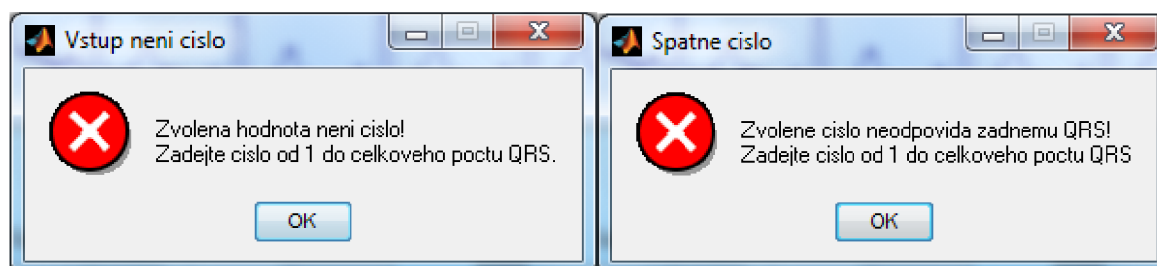 Vstup neni cislo
Zvolena hodnota neni cislo!
Zadejte cislo od 1 do celkoveho poctu QRS.
OK
Spatne cislo
Zvolene cislo neodpovida zadnemu QRS!
Zadejte cislo od 1 do celkoveho poctu QRS
OK